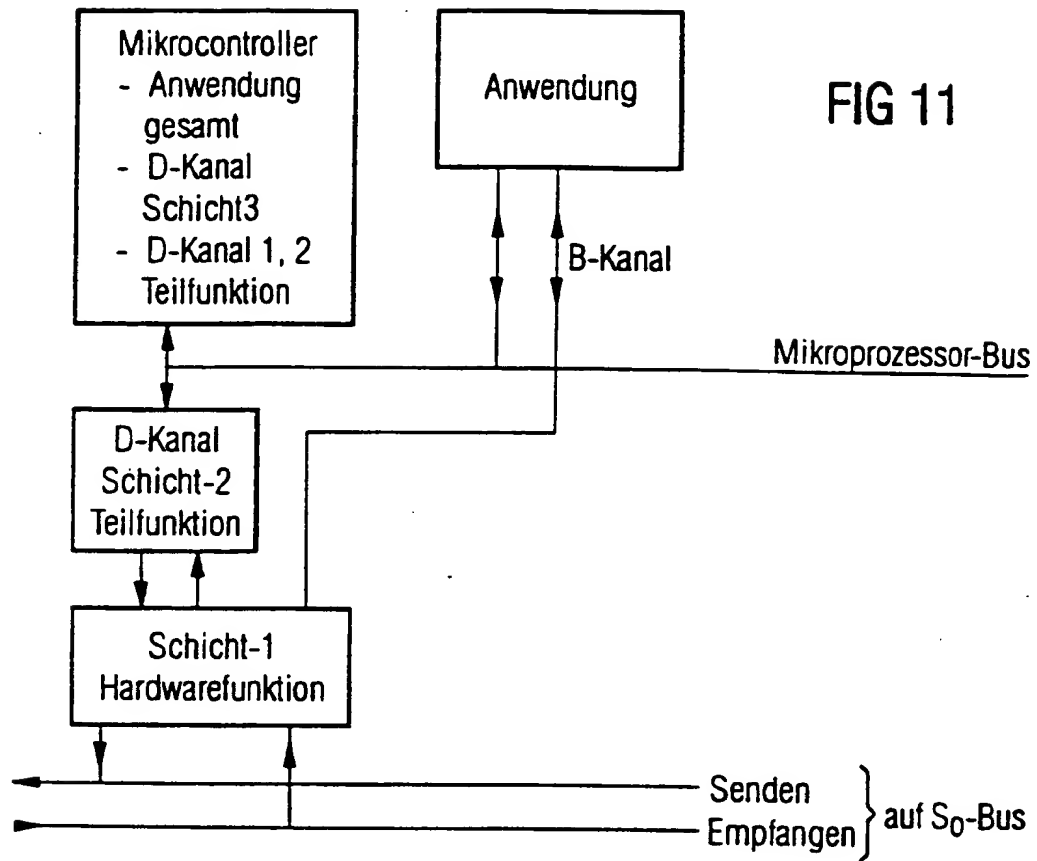 Mikrocontroller
- Anwendung
gesamt
- D-Kanal
Schicht3
- D-Kanal 1, 2
Teilfunktion
Anwendung
FIG 11
B-Kanal
Mikroprozessor-Bus
D-Kanal
Schicht-2
Teilfunktion
Schicht-1
Hardwarefunktion
Senden
Empfangen
auf S₀-Bus